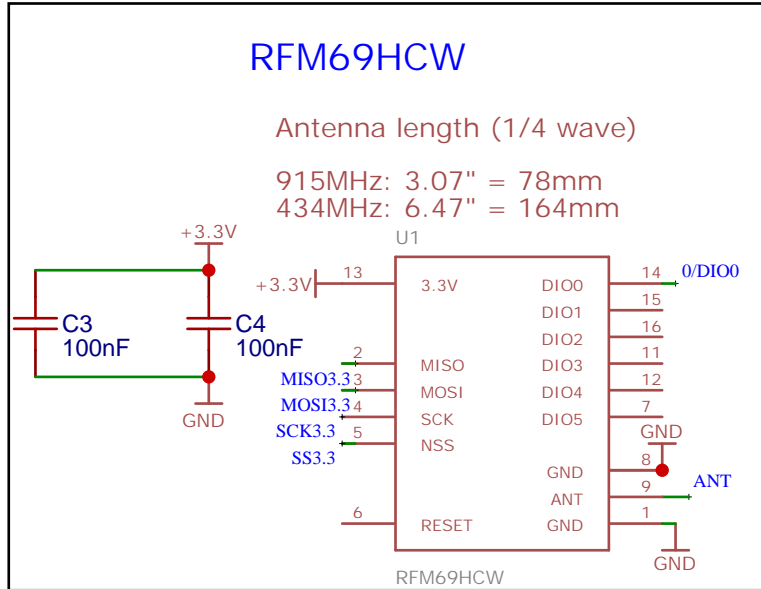 RFM69HCW
Antenna length (1/4 wave)
915MHz: 3.07" = 78mm
434MHz: 6.47" = 164mm
U1
+3.3V
+3.3V
13
3.3V
DIO0
14
0/DIO0
DIO1
15
C3
100nF
C4
100nF
DIO2
16
2
MISO
DIO3
11
MISO3.3
3
MOSI
DIO4
12
MOSI3.3
4
SCK
DIO5
7
GND
SCK3.3
5
NSS
GND
SS3.3
GND
8
ANT
9
ANT
6
RESET
GND
1
GND
RFM69HCW